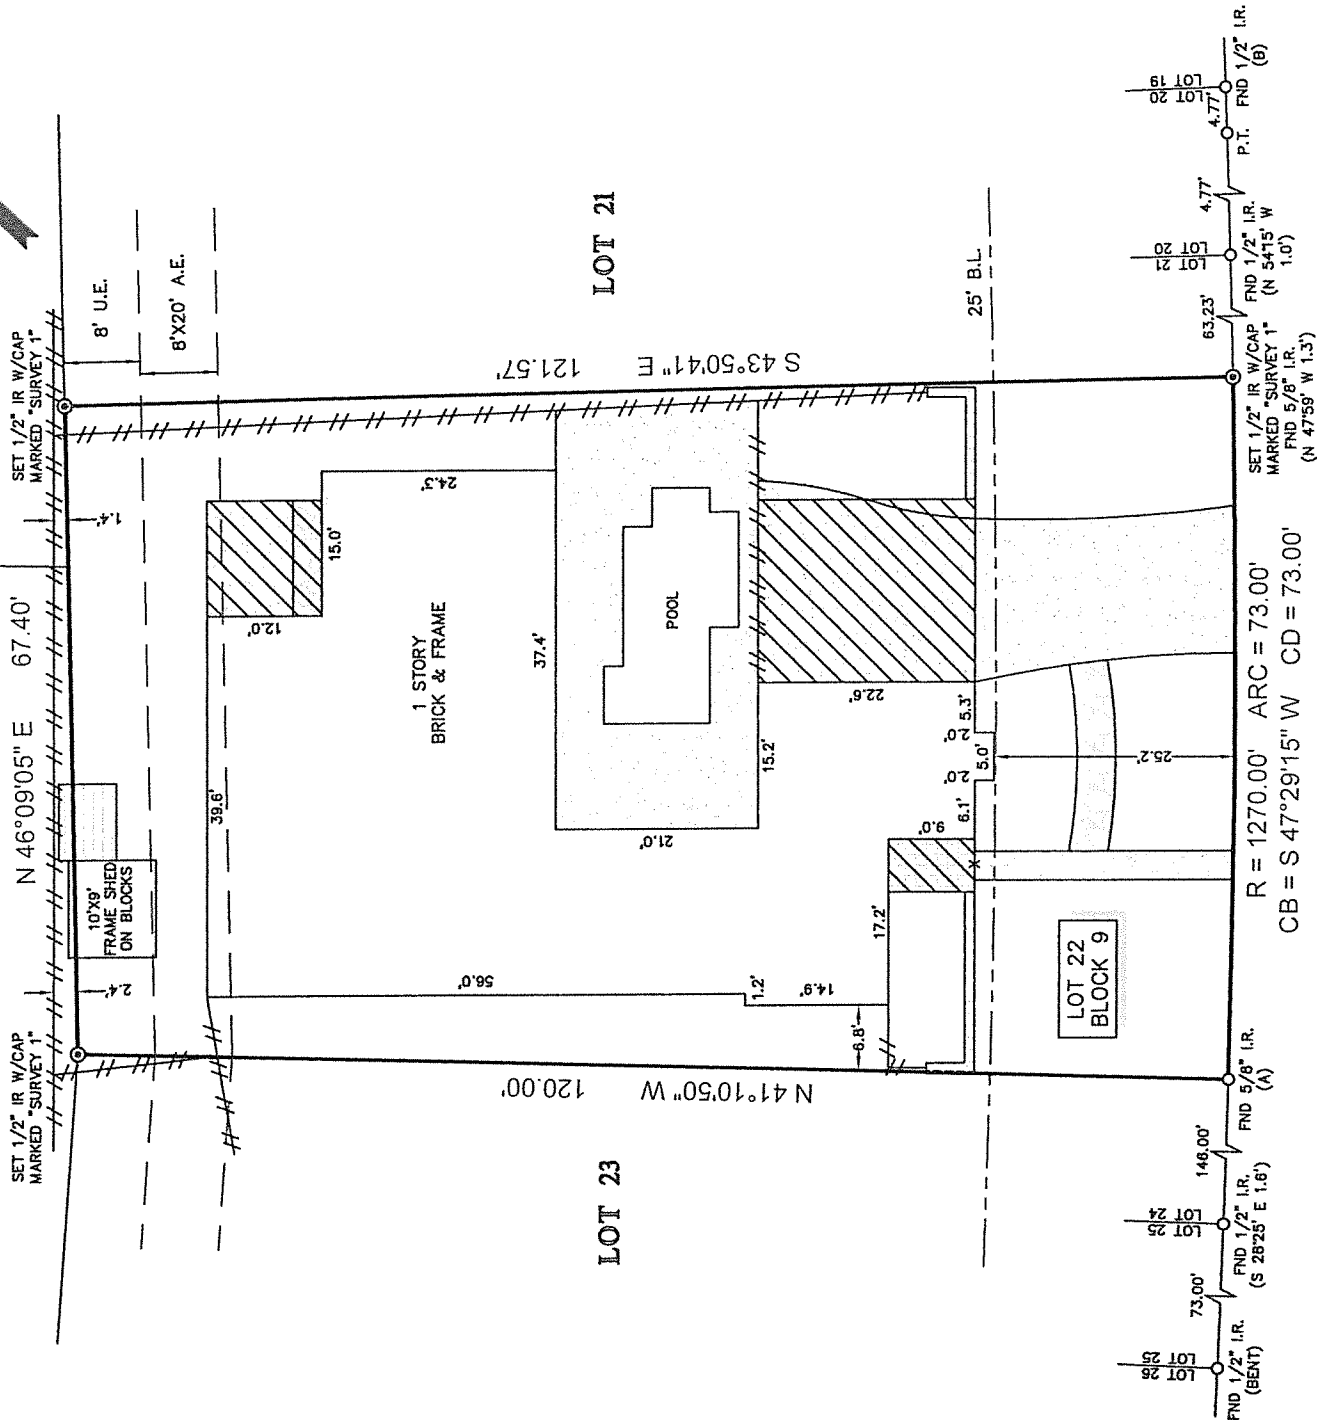 SET 1/2" IR W/CAP
MARKED "SURVEY 1"
N 46°09'05" E 67.40'
SET 1/2" IR W/CAP
MARKED "SURVEY 1"
8' U.E.
8'X20' A.E.
2.4'
1.4'
10'X9'
FRAME SHED
ON BLOCKS
39.6'
12.0'
15.0'
24.3'
56.0'
1 STORY
BRICK & FRAME
37.4'
POOL
21.0'
15.2'
22.6'
1.2'
14.9'
6.8'
17.2'
9.0'
6.1'
2.0'
5.0'
2.0'
5.3'
25.2'
X
LOT 23
N 41°10'50" W 120.00'
S 43°50'41" E 121.57'
LOT 21
25' B.L.
LOT 22
BLOCK 9
R = 1270.00' ARC = 73.00'
CB = S 47°29'15" W CD = 73.00'
LOT 26
LOT 25
FND 1/2" I.R.
(BENT)
73.00'
LOT 25
LOT 24
FND 1/2" I.R.
(S 28°25' E 1.6')
146.00'
FND 5/8" I.R.
(A)
SET 1/2" IR W/CAP
MARKED "SURVEY 1"
FND 5/8" I.R.
(N 47°59' W 1.3')
63.23'
LOT 21
LOT 20
FND 1/2" I.R.
(N 54°15' W
1.0')
4.77'
P.T.
4.77'
LOT 20
LOT 19
FND 1/2" I.R.
(B)